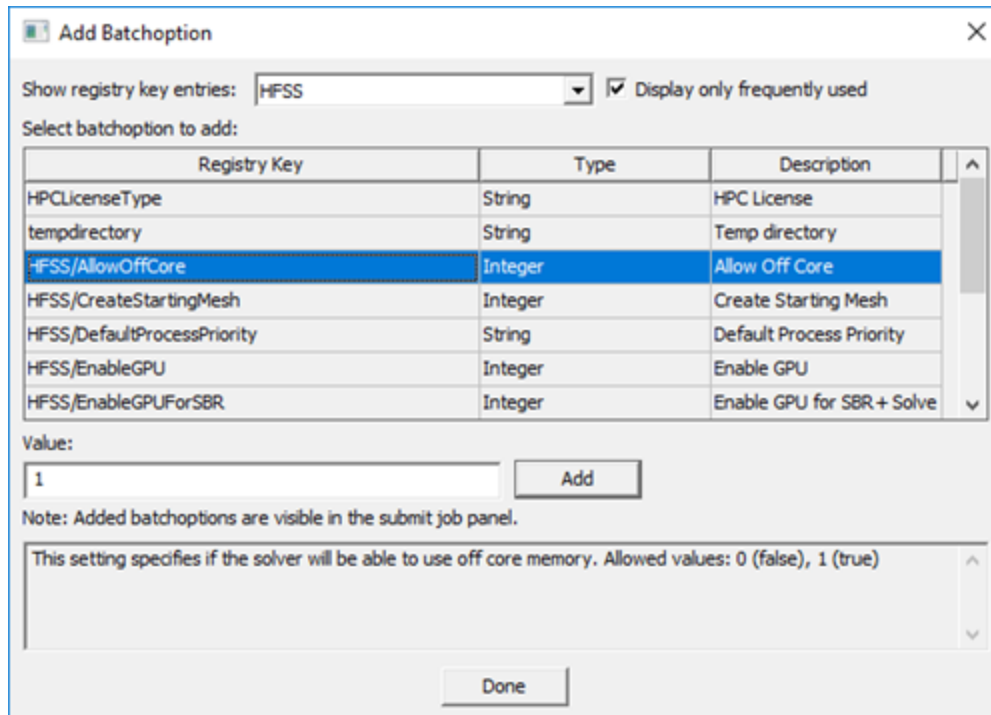 Add Batchoption
Show registry key entries: HFSS Display only frequently used
Select batchoption to add:
Registry Key Type Description
HPCLicenseType String HPC License
tempdirectory String Temp directory
HFSS/AllowOffCore Integer Allow Off Core
HFSS/CreateStartingMesh Integer Create Starting Mesh
HFSS/DefaultProcessPriority String Default Process Priority
HFSS/EnableGPU Integer Enable GPU
HFSS/EnableGPUForSBR Integer Enable GPU for SBR+ Solve
Value:
1 Add
Note: Added batchoptions are visible in the submit job panel.
This setting specifies if the solver will be able to use off core memory. Allowed values: 0 (false), 1 (true)
Done